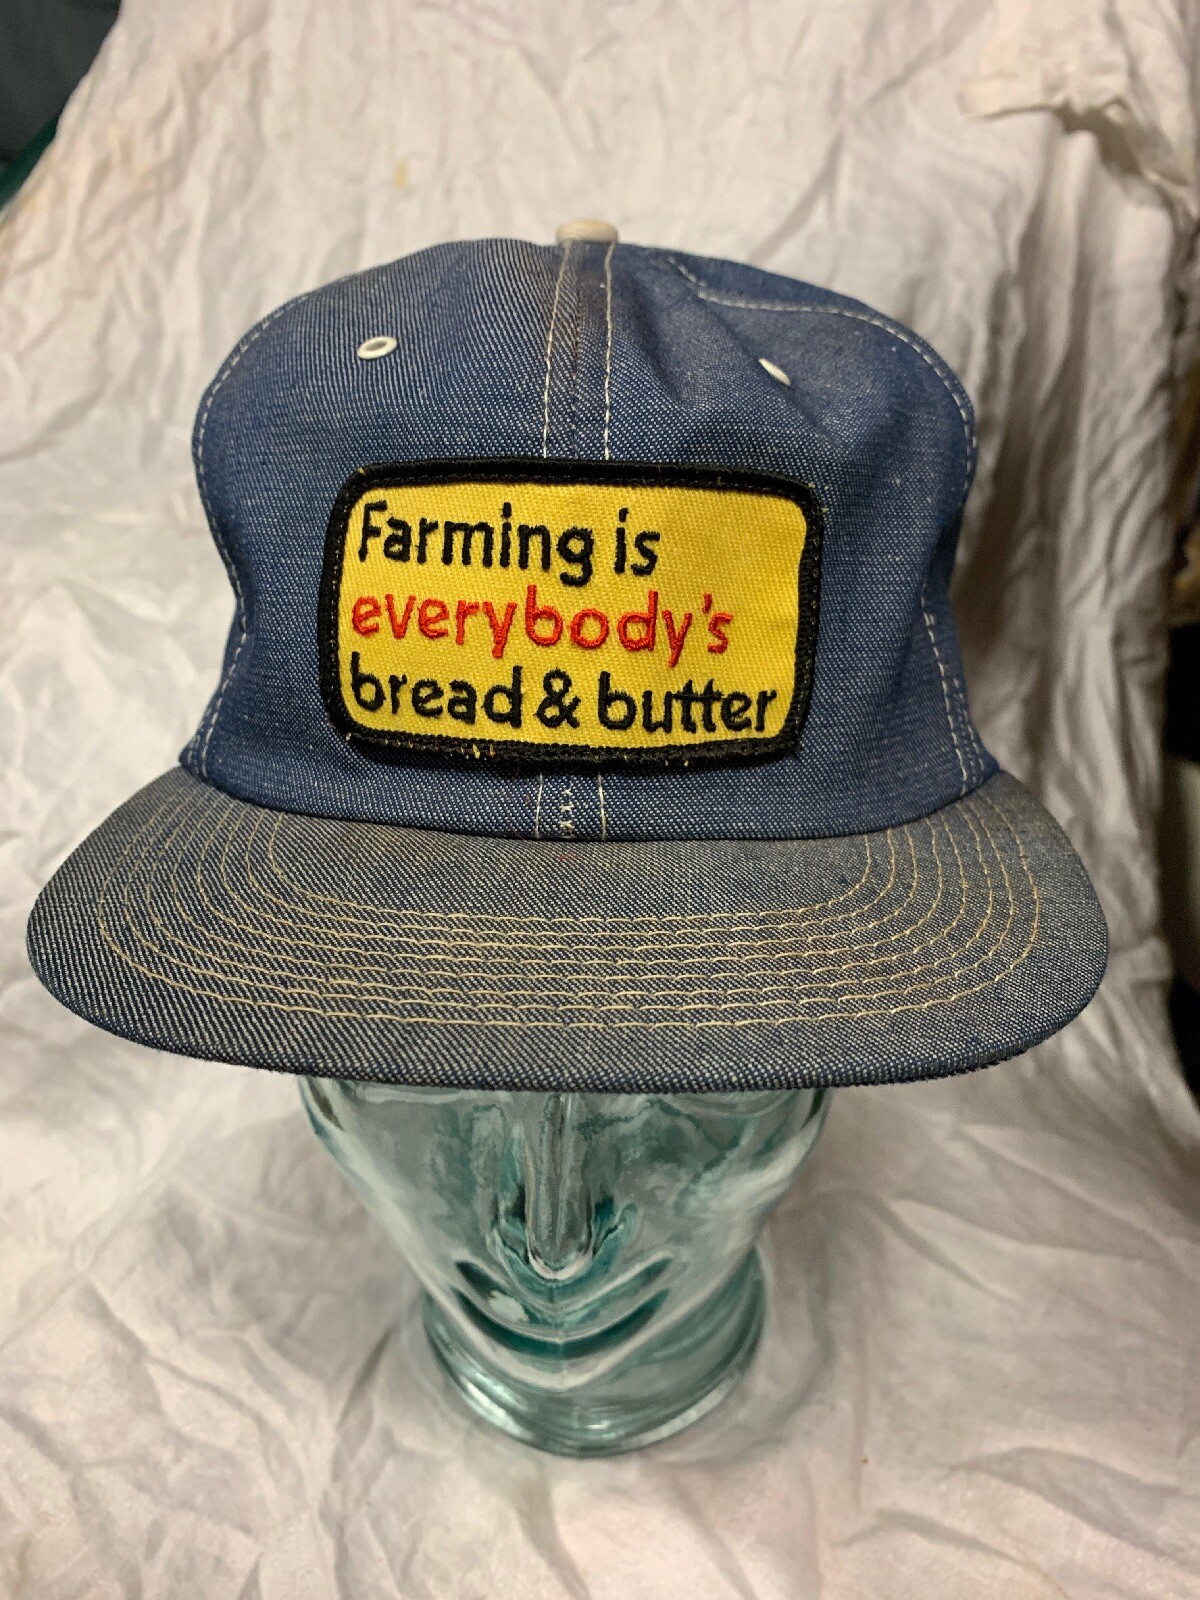 Farming is
everybody's
bread & butter